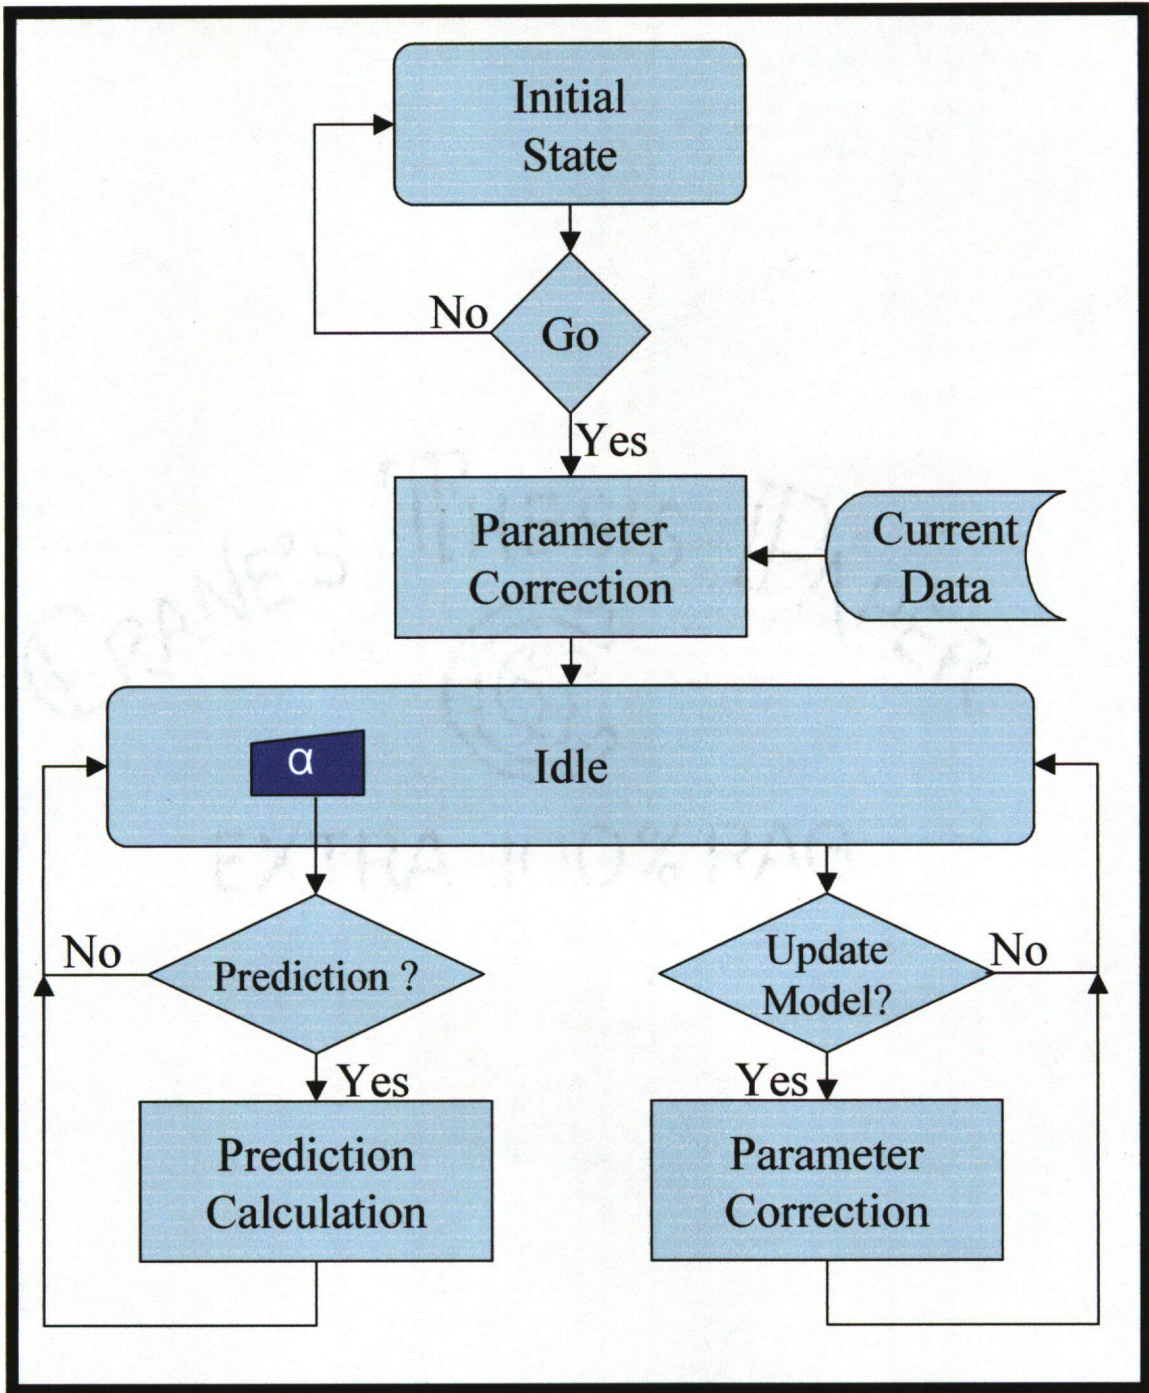 Initial
State
No
Go
Yes
Parameter
Correction
Current
Data
α
Idle
No
Prediction ?
Update
Model?
No
Yes
Yes
Prediction
Calculation
Parameter
Correction